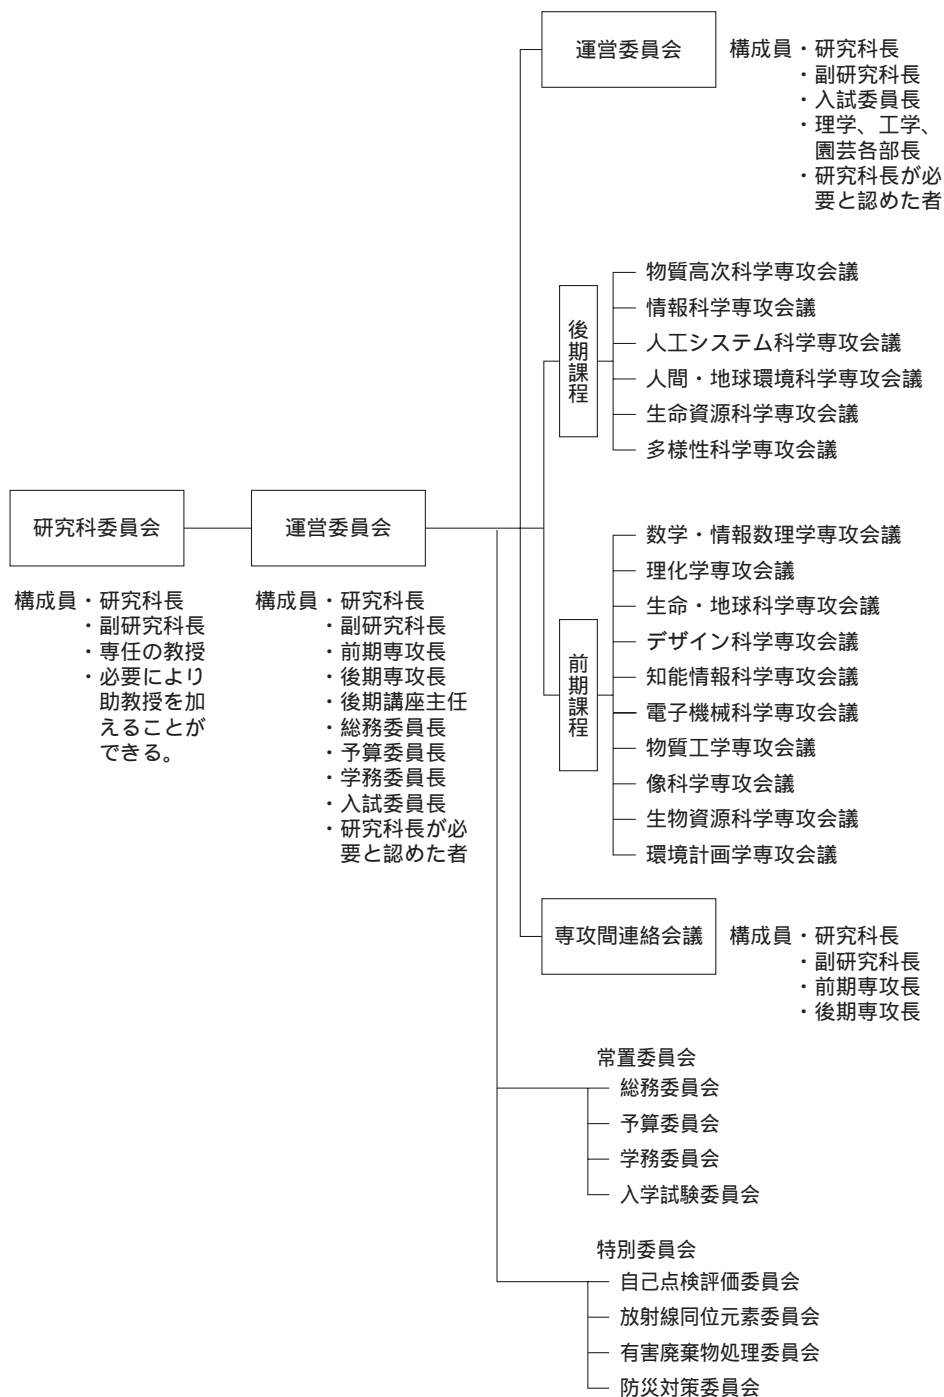 運営委員会
構成員・研究科長
・副研究科長
・入試委員長
・理学、工学、
園芸各部長
・研究科長が必
要と認めた者
後期課程
物質高次科学専攻会議
情報科学専攻会議
人工システム科学専攻会議
人間・地球環境科学専攻会議
生命資源科学専攻会議
多様性科学専攻会議
研究科委員会
構成員・研究科長
・副研究科長
・専任の教授
・必要により
助教授を加
えることが
できる。
運営委員会
構成員・研究科長
・副研究科長
・前期専攻長
・後期専攻長
・後期講座主任
・総務委員長
・予算委員長
・学務委員長
・入試委員長
・研究科長が必
要と認めた者
前期課程
数学・情報数理学専攻会議
理化学専攻会議
生命・地球科学専攻会議
デザイン科学専攻会議
知能情報科学専攻会議
電子機械科学専攻会議
物質工学専攻会議
像科学専攻会議
生物資源科学専攻会議
環境計画学専攻会議
専攻間連絡会議
構成員・研究科長
・副研究科長
・前期専攻長
・後期専攻長
常置委員会
総務委員会
予算委員会
学務委員会
入学試験委員会
特別委員会
自己点検評価委員会
放射線同位元素委員会
有害廃棄物処理委員会
防災対策委員会